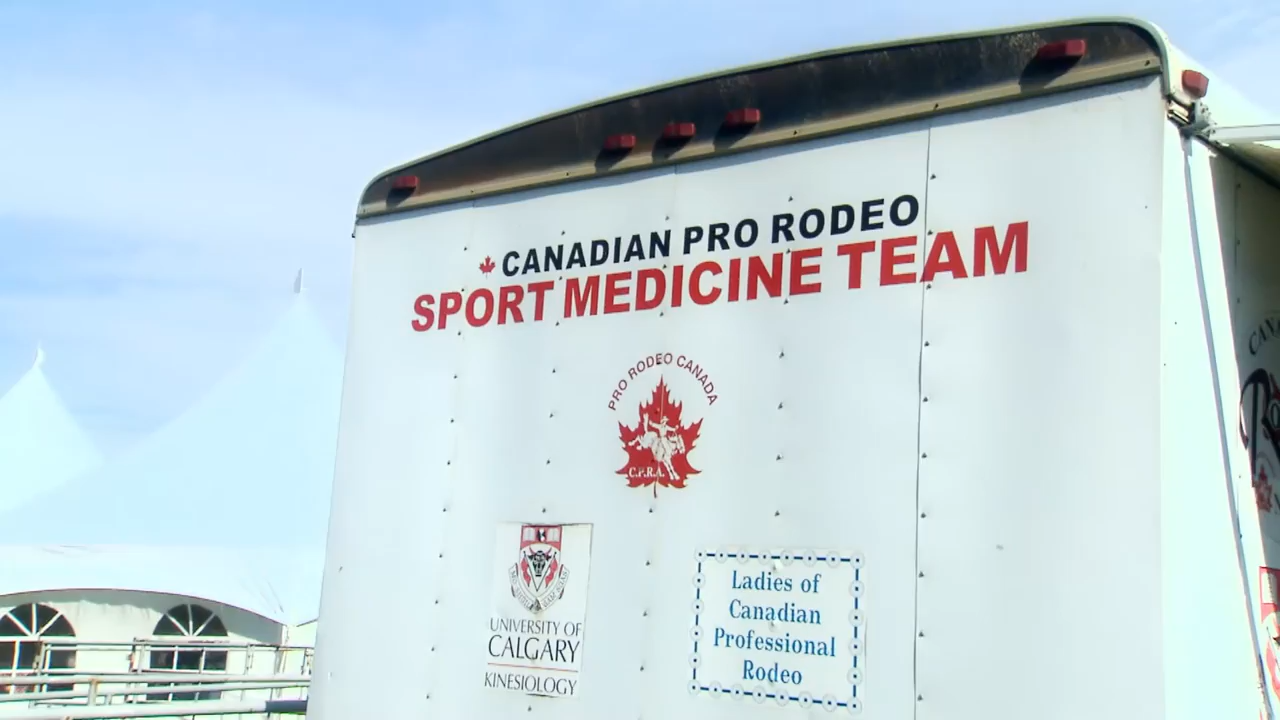 CANADIAN PRO RODEO
SPORT MEDICINE TEAM
PRO RODEO CANADA
C.P.R.A.
UNIVERSITY OF
CALGARY
KINESIOLOGY
Ladies of
Canadian
Professional
Rodeo